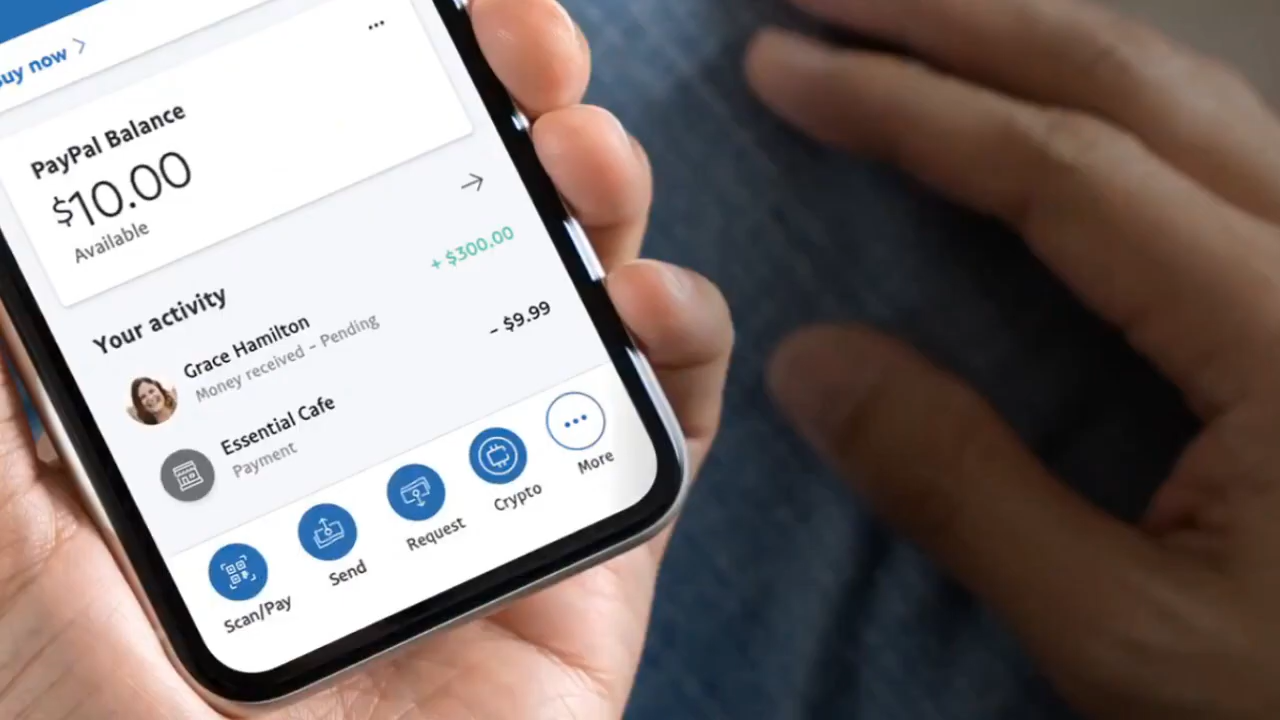 Buy now
PayPal Balance
$10.00
Available
Your activity
Grace Hamilton
Money received - Pending
+ $300.00
Essential Cafe
Payment
- $9.99
Scan/Pay
Send
Request
Crypto
More